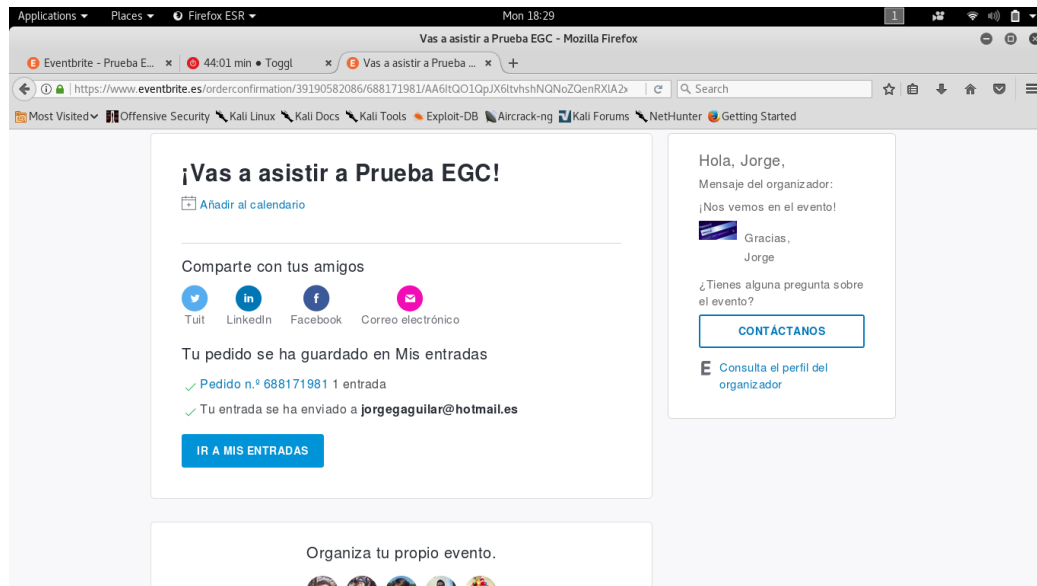 Applications Places Firefox ESR Mon 18:29 1
Vas a asistir a Prueba EGC - Mozilla Firefox
Eventbrite - Prueba E... 44:01 min ● Toggl Vas a asistir a Prueba ...
https://www.eventbrite.es/orderconfirmation/39190582086/688171981/ Search
Most Visited Offensive Security Kali Linux Kali Docs Kali Tools Exploit-DB Aircrack-ng Kali Forums NetHunter Getting Started
¡Vas a asistir a Prueba EGC!
Añadir al calendario
Comparte con tus amigos
Tuit LinkedIn Facebook Correo electrónico
Tu pedido se ha guardado en Mis entradas
Pedido n.º 688171981 1 entrada
Tu entrada se ha enviado a jorgegaguilar@hotmail.es
IR A MIS ENTRADAS
Organiza tu propio evento.
Hola, Jorge,
Mensaje del organizador:
¡Nos vemos en el evento!
Gracias,
Jorge
¿Tienes alguna pregunta sobre
el evento?
CONTÁCTANOS
Consulta el perfil del
organizador